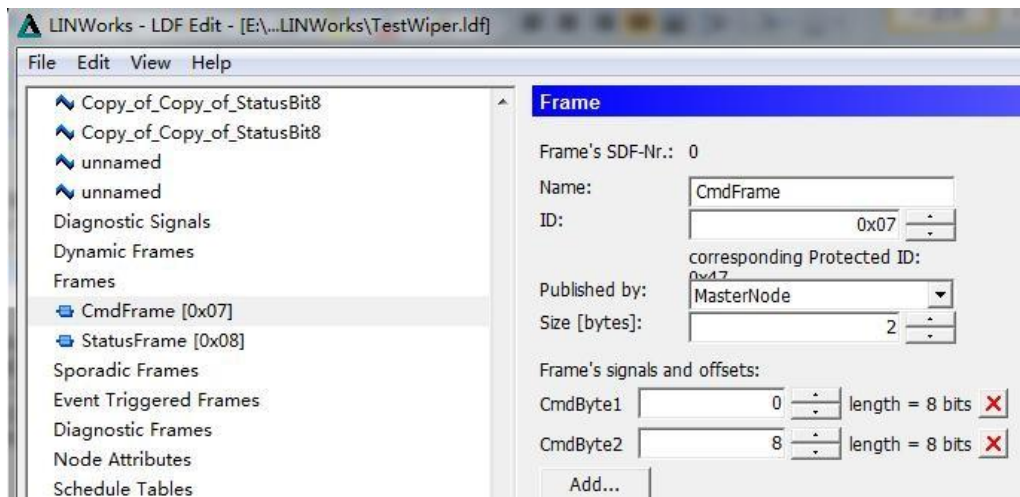 LINWorks - LDF Edit - [E:\...LINWorks\TestWiper.ldf]
File Edit View Help
Copy_of_Copy_of_StatusBit8
Copy_of_Copy_of_StatusBit8
unnamed
unnamed
Diagnostic Signals
Dynamic Frames
Frames
CmdFrame [0x07]
StatusFrame [0x08]
Sporadic Frames
Event Triggered Frames
Diagnostic Frames
Node Attributes
Schedule Tables
Frame
Frame's SDF-Nr.: 0
Name: CmdFrame
ID: 0x07
corresponding Protected ID:
0x47
Published by: MasterNode
Size [bytes]: 2
Frame's signals and offsets:
CmdByte1 0 length = 8 bits
CmdByte2 8 length = 8 bits
Add...